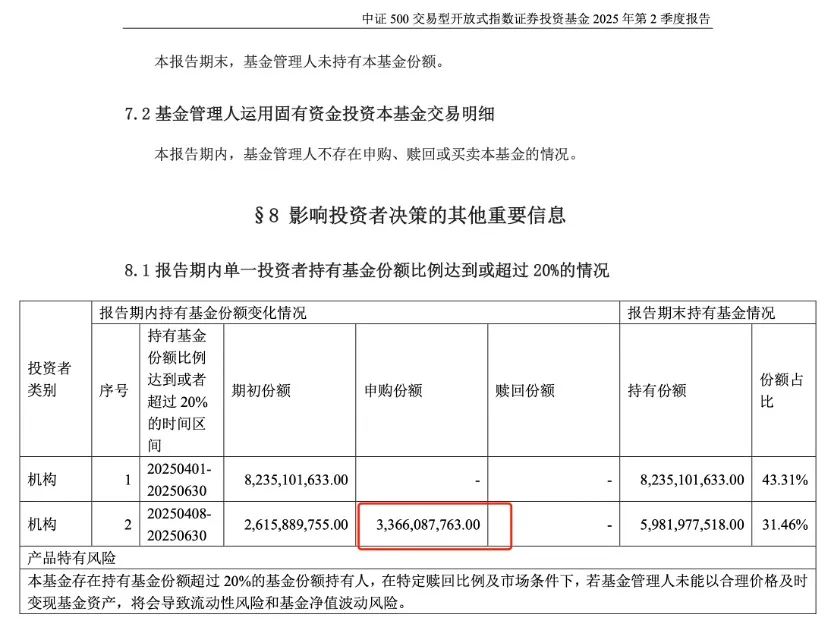 中证 500 交易型开放式指数证券投资基金 2025 年第 2 季度报告
本报告期末，基金管理人未持有本基金份额。
7.2 基金管理人运用固有资金投资本基金交易明细
本报告期内，基金管理人不存在申购、赎回或买卖本基金的情况。
§8 影响投资者决策的其他重要信息
8.1 报告期内单一投资者持有基金份额比例达到或超过 20%的情况
投资者
类别
报告期内持有基金份额变化情况
报告期末持有基金情况
序号
持有基金
份额比例
达到或者
超过 20%
的时间区
间
期初份额
申购份额
赎回份额
持有份额
份额占
比
机构
1
20250401-
20250630
8,235,101,633.00
-
-
8,235,101,633.00
43.31%
机构
2
20250408-
20250630
2,615,889,755.00
3,366,087,763.00
-
5,981,977,518.00
31.46%
产品特有风险
本基金存在持有基金份额超过 20%的基金份额持有人，在特定赎回比例及市场条件下，若基金管理人未能以合理价格及时
变现基金资产，将会导致流动性风险和基金净值波动风险。